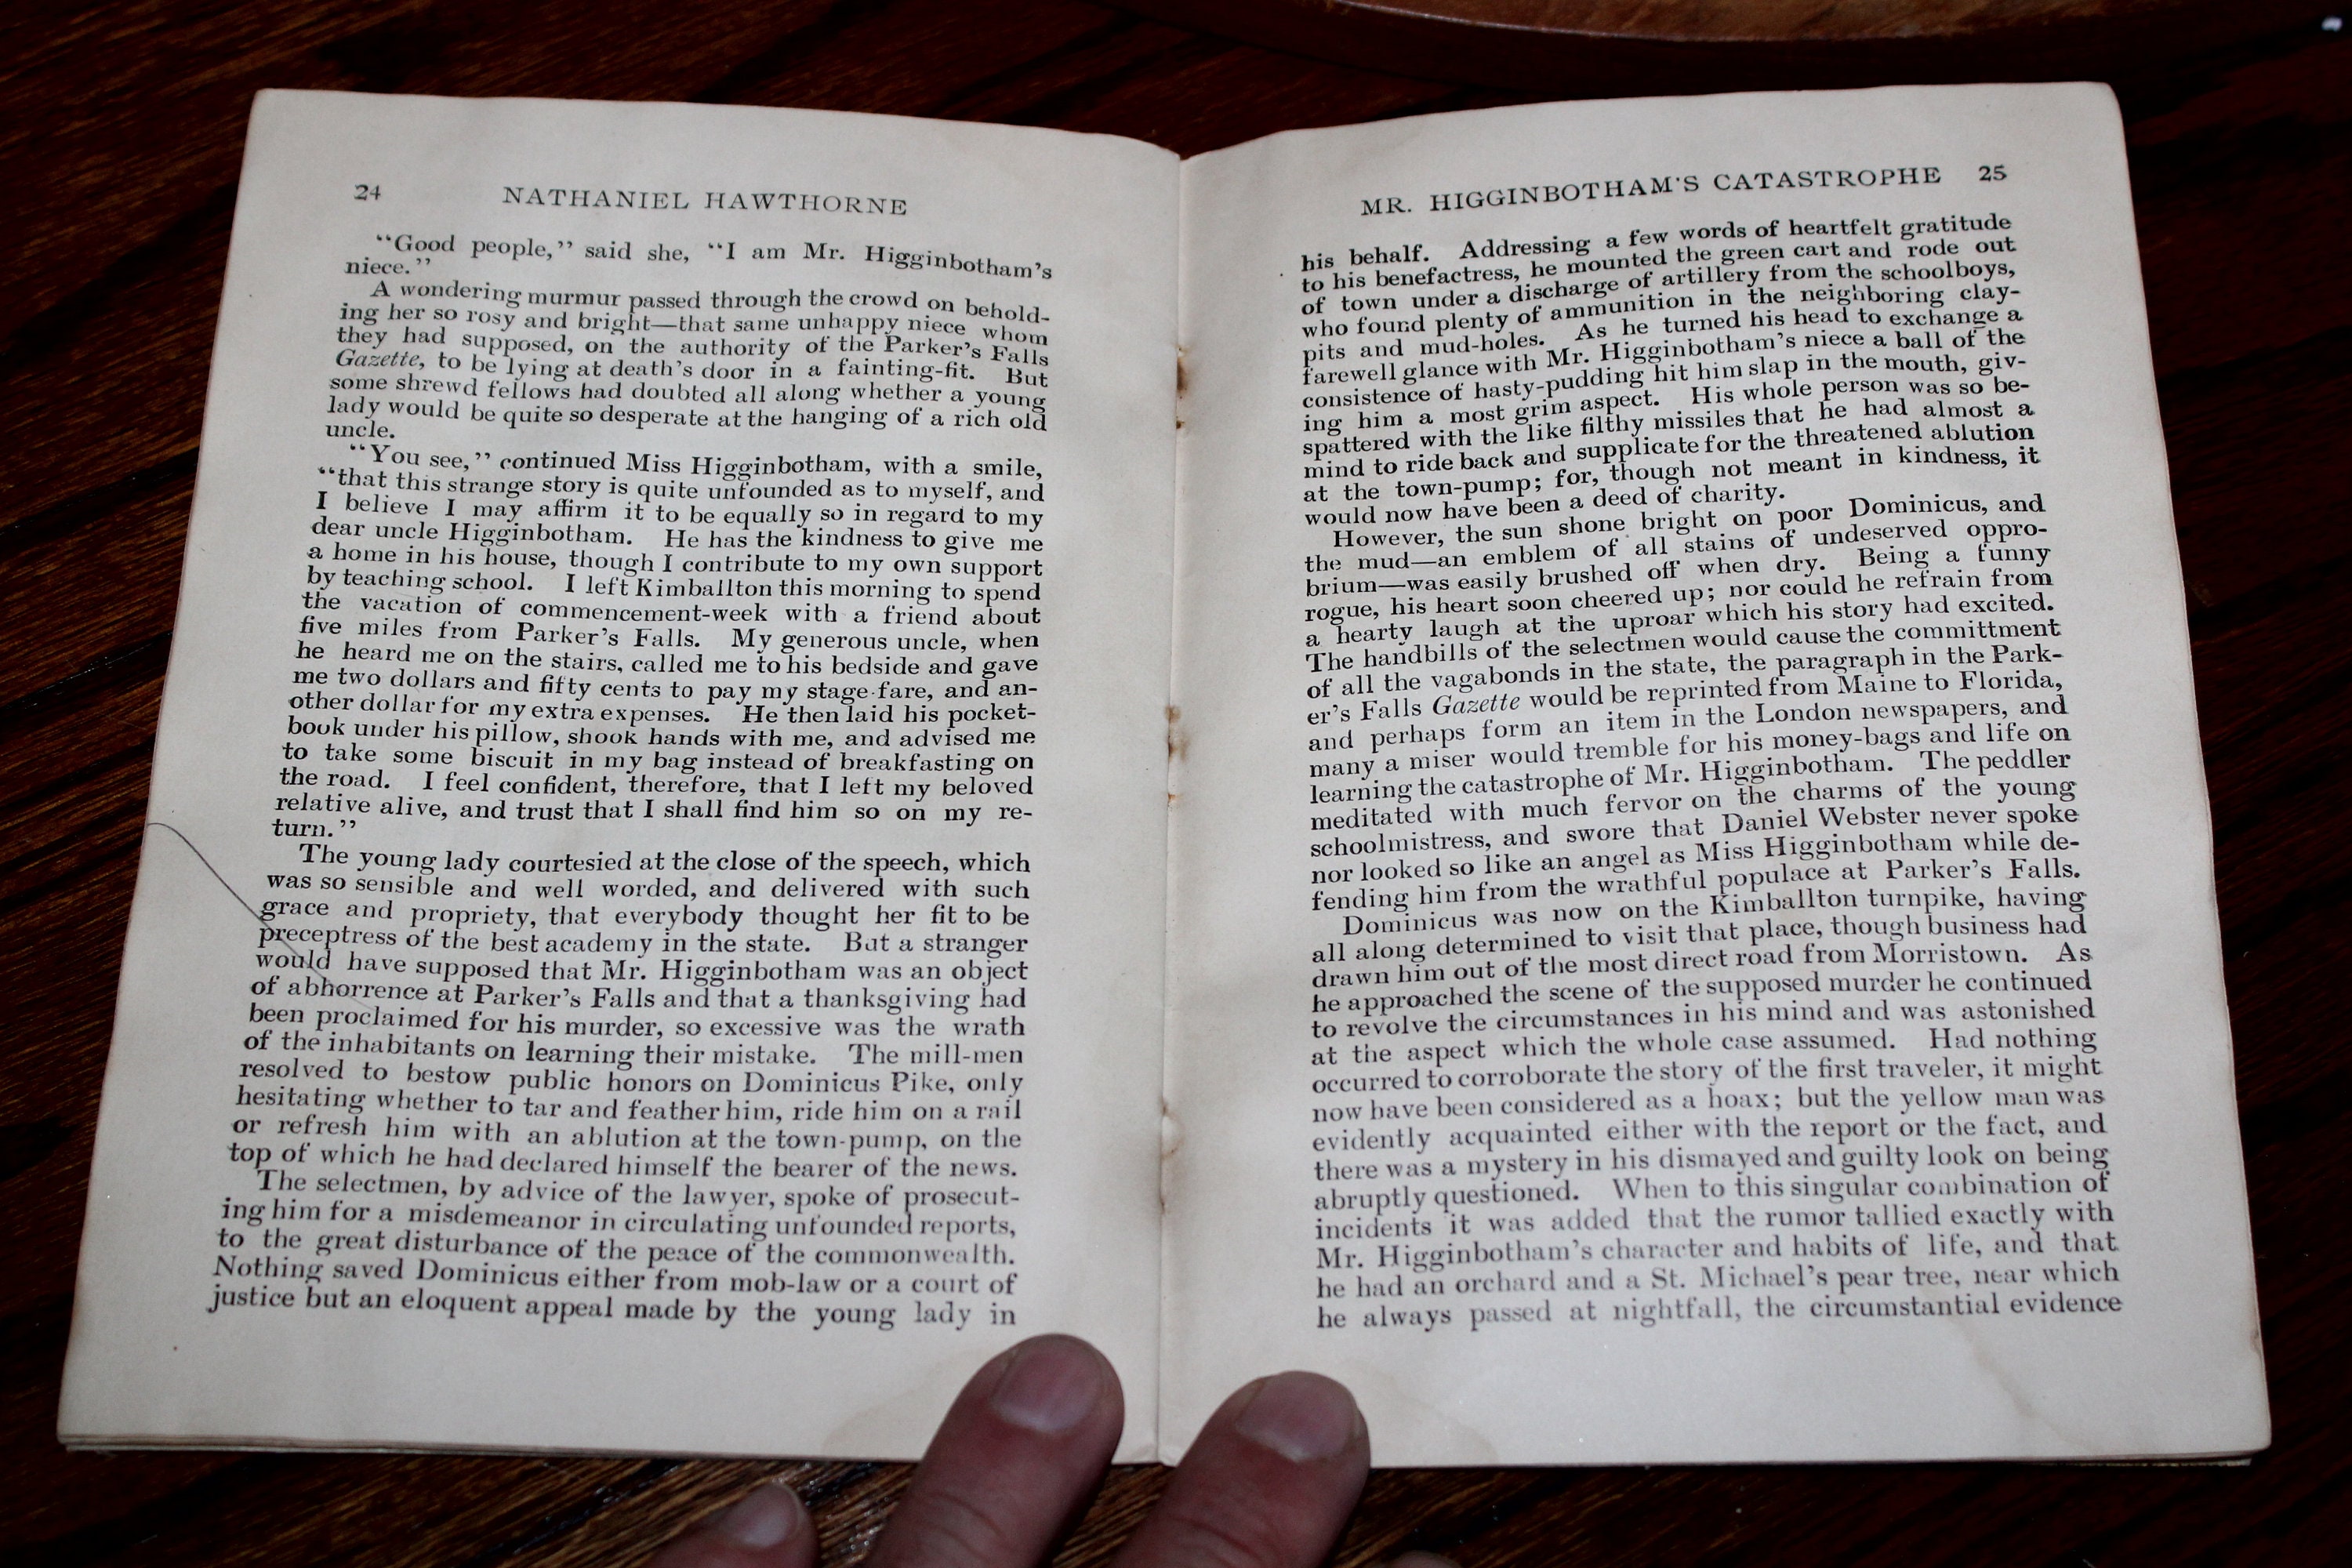 24 NATHANIEL HAWTHORNE
“Good people,” said she, “I am Mr. Higginbotham’s
niece.”
A wondering murmur passed through the crowd on behold-
ing her so rosy and bright—that same unhappy niece whom
they had supposed, on the authority of the Parker’s Falls
Gazette, to be lying at death’s door in a fainting-fit. But
some shrewd fellows had doubted all along whether a young
lady would be quite so desperate at the hanging of a rich old
uncle.
“You see,” continued Miss Higginbotham, with a smile,
“that this strange story is quite unfounded as to myself, and
I believe I may affirm it to be equally so in regard to my
dear uncle Higginbotham. He has the kindness to give me
a home in his house, though I contribute to my own support
by teaching school. I left Kimballton this morning to spend
the vacation of commencement-week with a friend about
five miles from Parker’s Falls. My generous uncle, when
he heard me on the stairs, called me to his bedside and gave
me two dollars and fifty cents to pay my stage-fare, and an-
other dollar for my extra expenses. He then laid his pocket-
book under his pillow, shook hands with me, and advised me
to take some biscuit in my bag instead of breakfasting on
the road. I feel confident, therefore, that I left my beloved
relative alive, and trust that I shall find him so on my re-
turn.”
The young lady courtesied at the close of the speech, which
was so sensible and well worded, and delivered with such
grace and propriety, that everybody thought her fit to be
preceptress of the best academy in the state. But a stranger
would have supposed that Mr. Higginbotham was an object
of abhorrence at Parker’s Falls and that a thanksgiving had
been proclaimed for his murder, so excessive was the wrath
of the inhabitants on learning their mistake. The mill-men
resolved to bestow public honors on Dominicus Pike, only
hesitating whether to tar and feather him, ride him on a rail
or refresh him with an ablution at the town-pump, on the
top of which he had declared himself the bearer of the news.
The selectmen, by advice of the lawyer, spoke of prosecut-
ing him for a misdemeanor in circulating unfounded reports,
to the great disturbance of the peace of the commonwealth.
Nothing saved Dominicus either from mob-law or a court of
justice but an eloquent appeal made by the young lady in
MR. HIGGINBOTHAM’S CATASTROPHE 25
his behalf. Addressing a few words of heartfelt gratitude
to his benefactress, he mounted the green cart and rode out
of town under a discharge of artillery from the schoolboys,
who found plenty of ammunition in the neighboring clay-
pits and mud-holes. As he turned his head to exchange a
farewell glance with Mr. Higginbotham’s niece a ball of the
consistence of hasty-pudding hit him slap in the mouth, giv-
ing him a most grim aspect. His whole person was so be-
spattered with the like filthy missiles that he had almost a
mind to ride back and supplicate for the threatened ablution
at the town-pump; for, though not meant in kindness, it
would now have been a deed of charity.
However, the sun shone bright on poor Dominicus, and
the mud—an emblem of all stains of undeserved oppro-
brium—was easily brushed off when dry. Being a funny
rogue, his heart soon cheered up; nor could he refrain from
a hearty laugh at the uproar which his story had excited.
The handbills of the selectmen would cause the committment
of all the vagabonds in the state, the paragraph in the Park-
er’s Falls Gazette would be reprinted from Maine to Florida,
and perhaps form an item in the London newspapers, and
many a miser would tremble for his money-bags and life on
learning the catastrophe of Mr. Higginbotham. The peddler
meditated with much fervor on the charms of the young
schoolmistress, and swore that Daniel Webster never spoke
nor looked so like an angel as Miss Higginbotham while de-
fending him from the wrathful populace at Parker’s Falls.
Dominicus was now on the Kimballton turnpike, having
all along determined to visit that place, though business had
drawn him out of the most direct road from Morristown. As
he approached the scene of the supposed murder he continued
to revolve the circumstances in his mind and was astonished
at the aspect which the whole case assumed. Had nothing
occurred to corroborate the story of the first traveler, it might
now have been considered as a hoax; but the yellow man was
evidently acquainted either with the report or the fact, and
there was a mystery in his dismayed and guilty look on being
abruptly questioned. When to this singular combination of
incidents it was added that the rumor tallied exactly with
Mr. Higginbotham’s character and habits of life, and that
he had an orchard and a St. Michael’s pear tree, near which
he always passed at nightfall, the circumstantial evidence